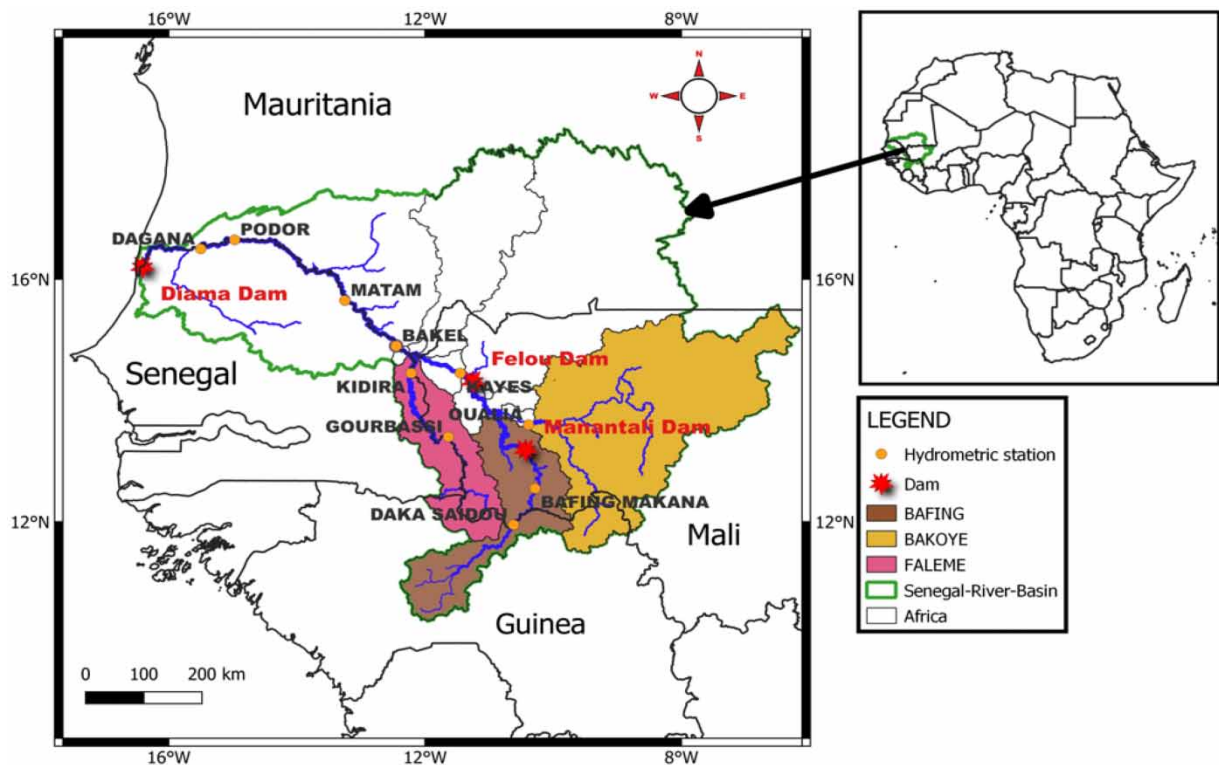 16°W 12°W 8°W
Mauritania
N
W E
S
DAGANA PODOR
16°N 16°N
Diama Dam
MATAM
BAKEL
Senegal
Felou Dam
KIDIRA KAYES
GOURBASSI OUALIA
Manantali Dam
DAKA SAIDOU BAFING MAKANA
12°N 12°N
Mali
Guinea
0 100 200 km
16°W 12°W 8°W
LEGEND
Hydrometric station
Dam
BAFING
BAKOYE
FALEME
Senegal-River-Basin
Africa